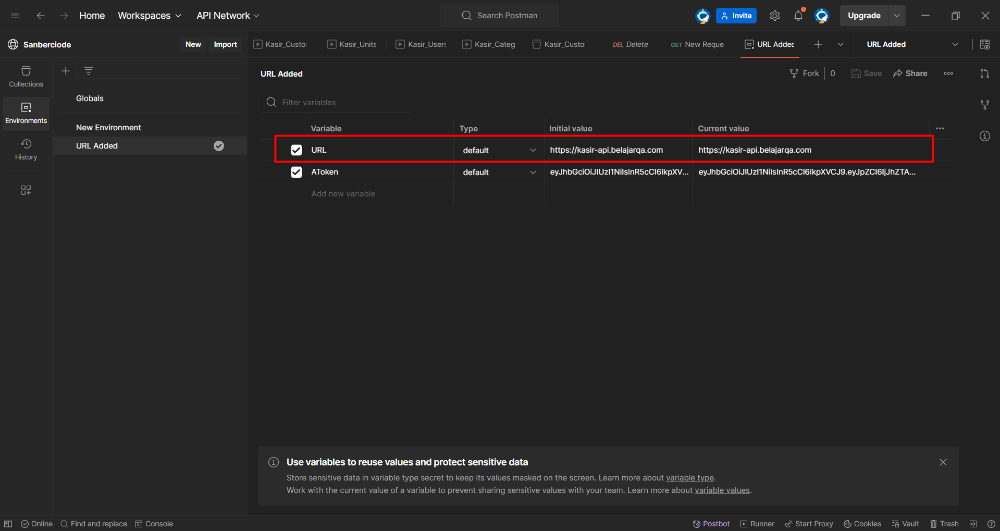 Home
Workspaces
API Network
Search Postman
Invite
Upgrade
Sanberciode
New
Import
Kasir_Custor
Kasir_Units
Kasir_Users
Kasir_Categ
Kasir_Custor
DEL Delete
GET New Reque
URL Addec
URL Added
Collections
Environments
History
Globals
New Environment
URL Added
URL Added
Fork
0
Save
Share
Filter variables
Variable
Type
Initial value
Current value
URL
default
https://kasir-api.belajarqa.com
https://kasir-api.belajarqa.com
AToken
default
Add new variable
Use variables to reuse values and protect sensitive data
Store sensitive data in variable type secret to keep its values masked on the screen. Learn more about variable type.
Work with the current value of a variable to prevent sharing sensitive values with your team. Learn more about variable values.
Online
Find and replace
Console
Postbot
Runner
Start Proxy
Cookies
Vault
Trash